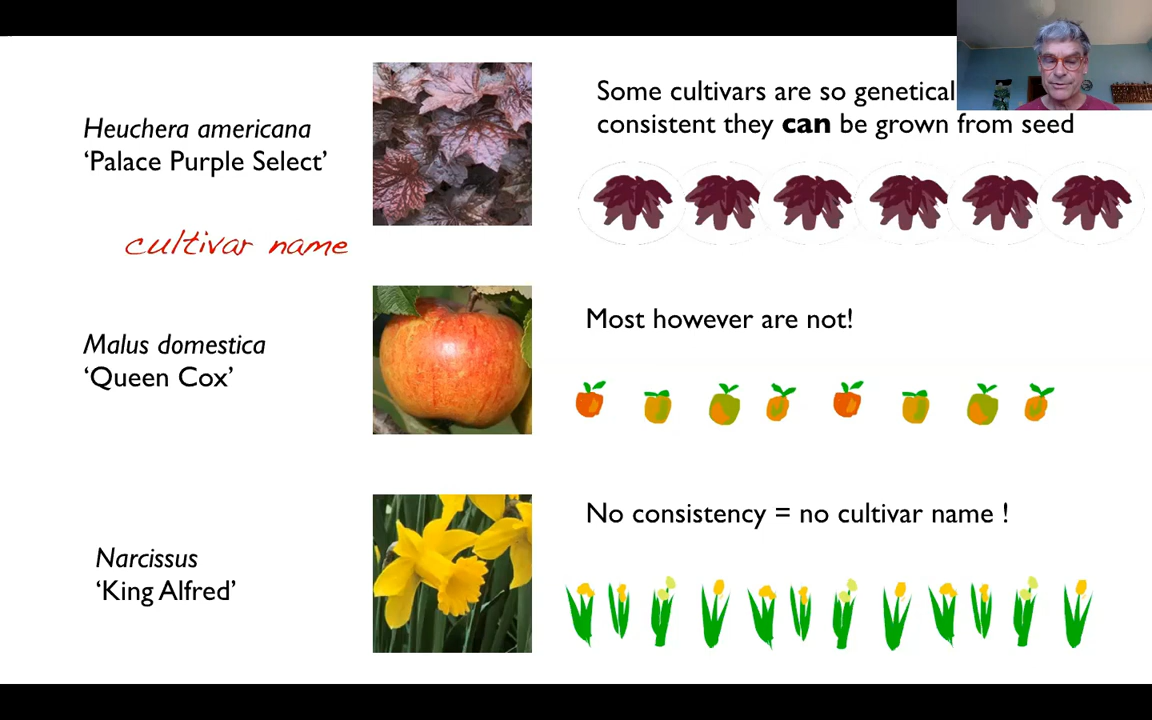 Heuchera americana
‘Palace Purple Select’
cultivar name
Some cultivars are so genetical
consistent they can be grown from seed
Malus domestica
‘Queen Cox’
Most however are not!
Narcissus
‘King Alfred’
No consistency = no cultivar name !